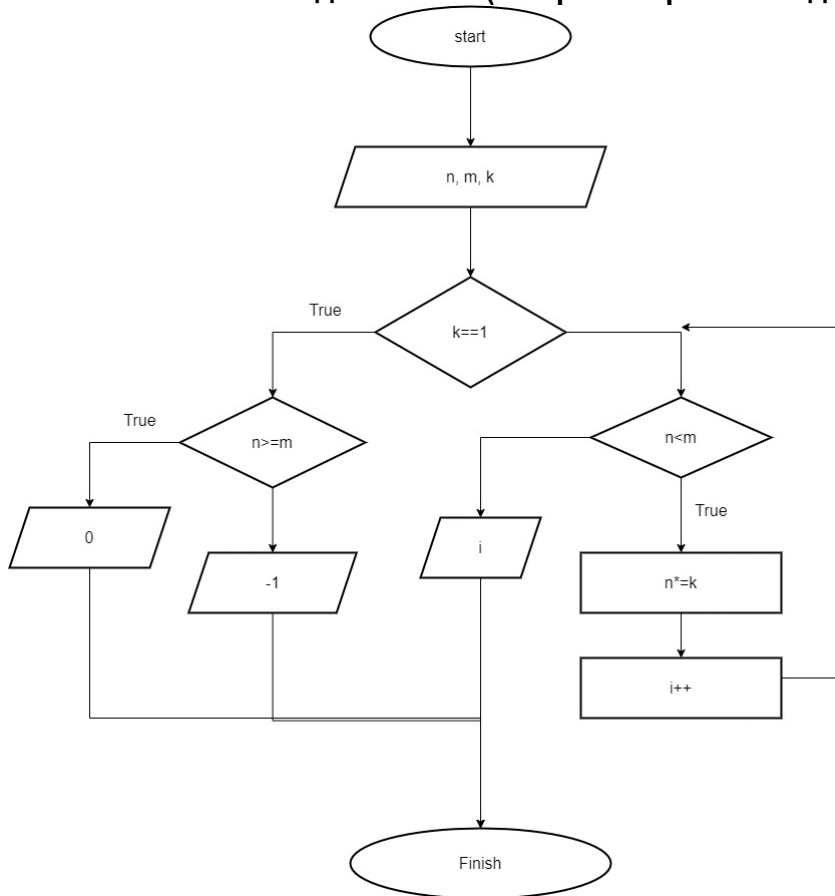 start
n, m, k
True
k==1
True
n>=m
n<m
True
0
i
-1
n*=k
i++
Finish